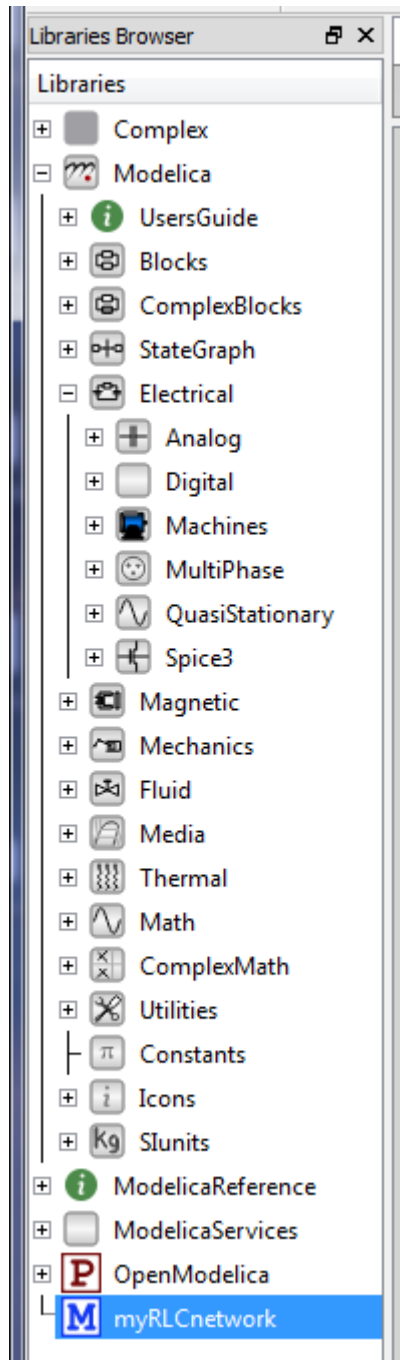 Libraries Browser
Libraries
Complex
Modelica
i UsersGuide
Blocks
ComplexBlocks
StateGraph
Electrical
Analog
Digital
Machines
MultiPhase
QuasiStationary
Spice3
Magnetic
Mechanics
Fluid
Media
Thermal
Math
ComplexMath
Utilities
π Constants
i Icons
kg SIunits
i ModelicaReference
ModelicaServices
P OpenModelica
M myRLCnetwork